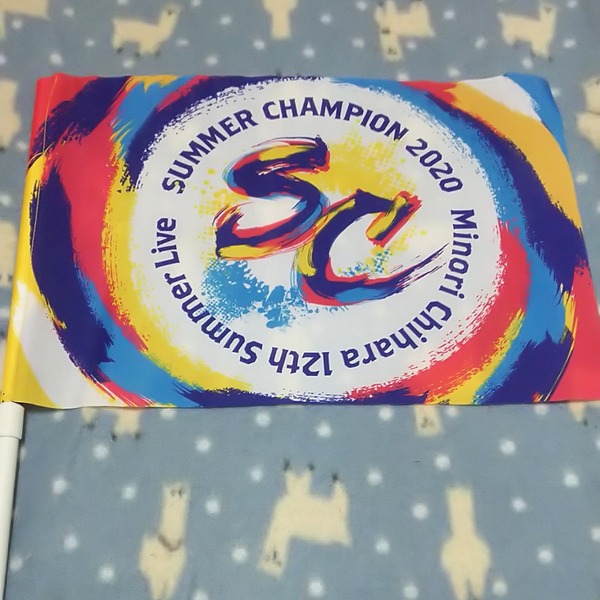 SUMMER CHAMPION 2020
Minori Chihara 12th Summer Live
SC